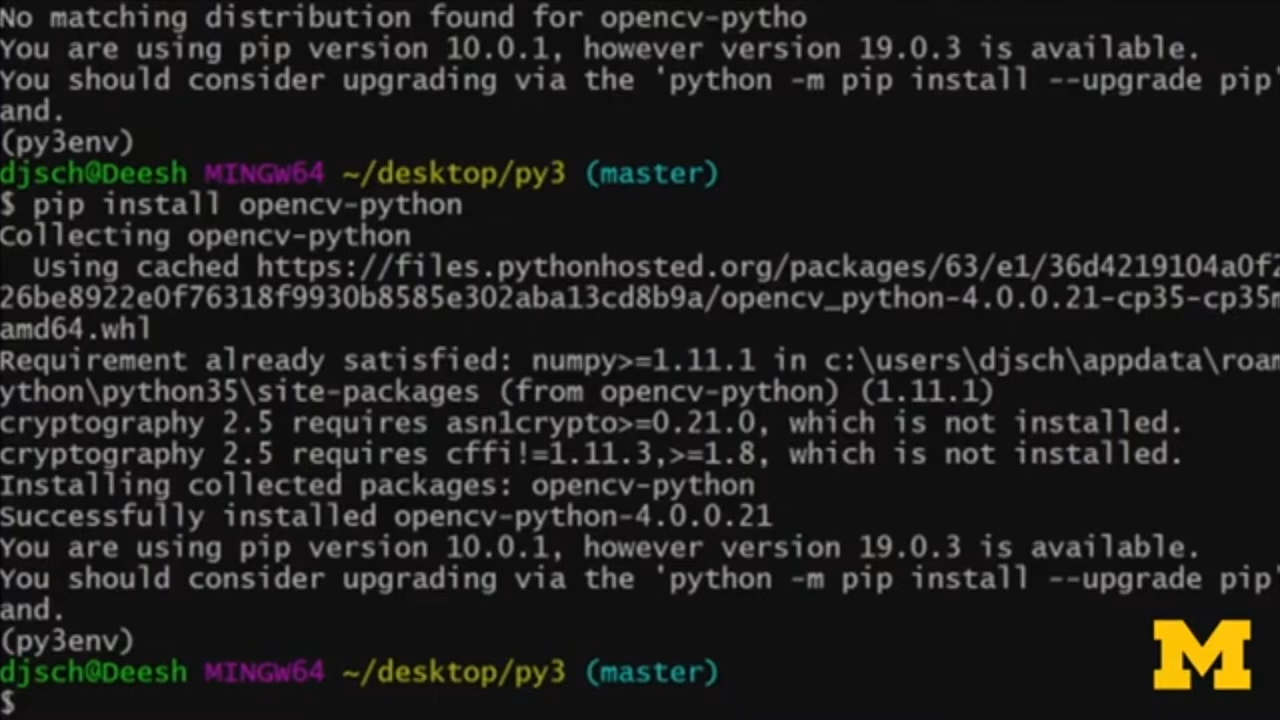 No matching distribution found for opencv-pytho
You are using pip version 10.0.1, however version 19.0.3 is available.
You should consider upgrading via the 'python -m pip install --upgrade pip'
and.
(py3env)
djsch@Deesh MINGW64 ~/desktop/py3 (master)
$ pip install opencv-python
Collecting opencv-python
Using cached https://files.pythonhosted.org/packages/63/e1/36d4219104a0f2
26be8922e0f76318f9930b8585e302aba13cd8b9a/opencv_python-4.0.0.21-cp35-cp35m
amd64.whl
Requirement already satisfied: numpy>=1.11.1 in c:\users\djsch\appdata\roam
ython\python35\site-packages (from opencv-python) (1.11.1)
cryptography 2.5 requires asn1crypto>=0.21.0, which is not installed.
cryptography 2.5 requires cffi!=1.11.3,>=1.8, which is not installed.
Installing collected packages: opencv-python
Successfully installed opencv-python-4.0.0.21
You are using pip version 10.0.1, however version 19.0.3 is available.
You should consider upgrading via the 'python -m pip install --upgrade pip'
and.
(py3env)
djsch@Deesh MINGW64 ~/desktop/py3 (master)
$
M